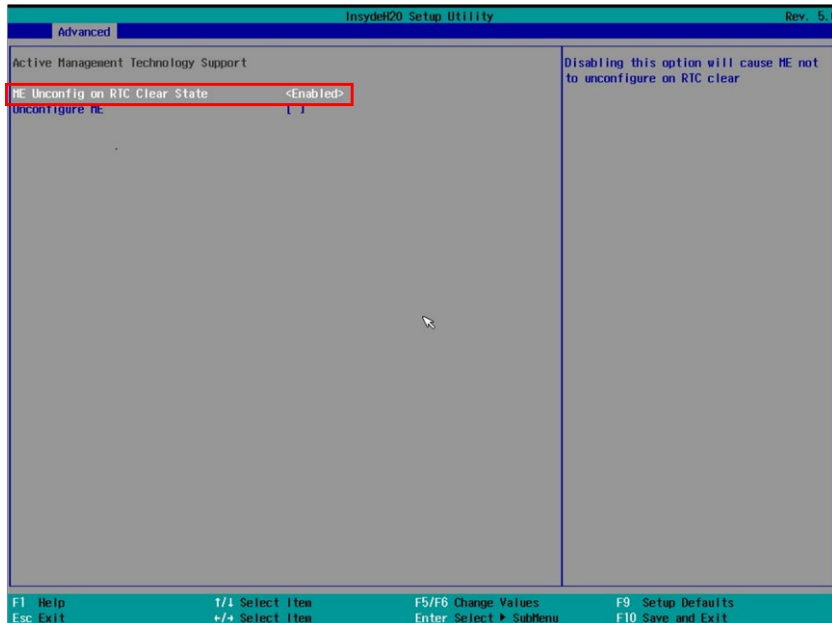 InsydeH20 Setup Utility Rev. 5.
Advanced
Active Management Technology Support
ME Unconfig on RTC Clear State <Enabled>
Unconfigure ME [ ]
Disabling this option will cause ME not
to unconfigure on RTC clear
F1 Help ↑/↓ Select Item F5/F6 Change Values F9 Setup Defaults
Esc Exit ←/→ Select Item Enter Select ▶ SubMenu F10 Save and Exit